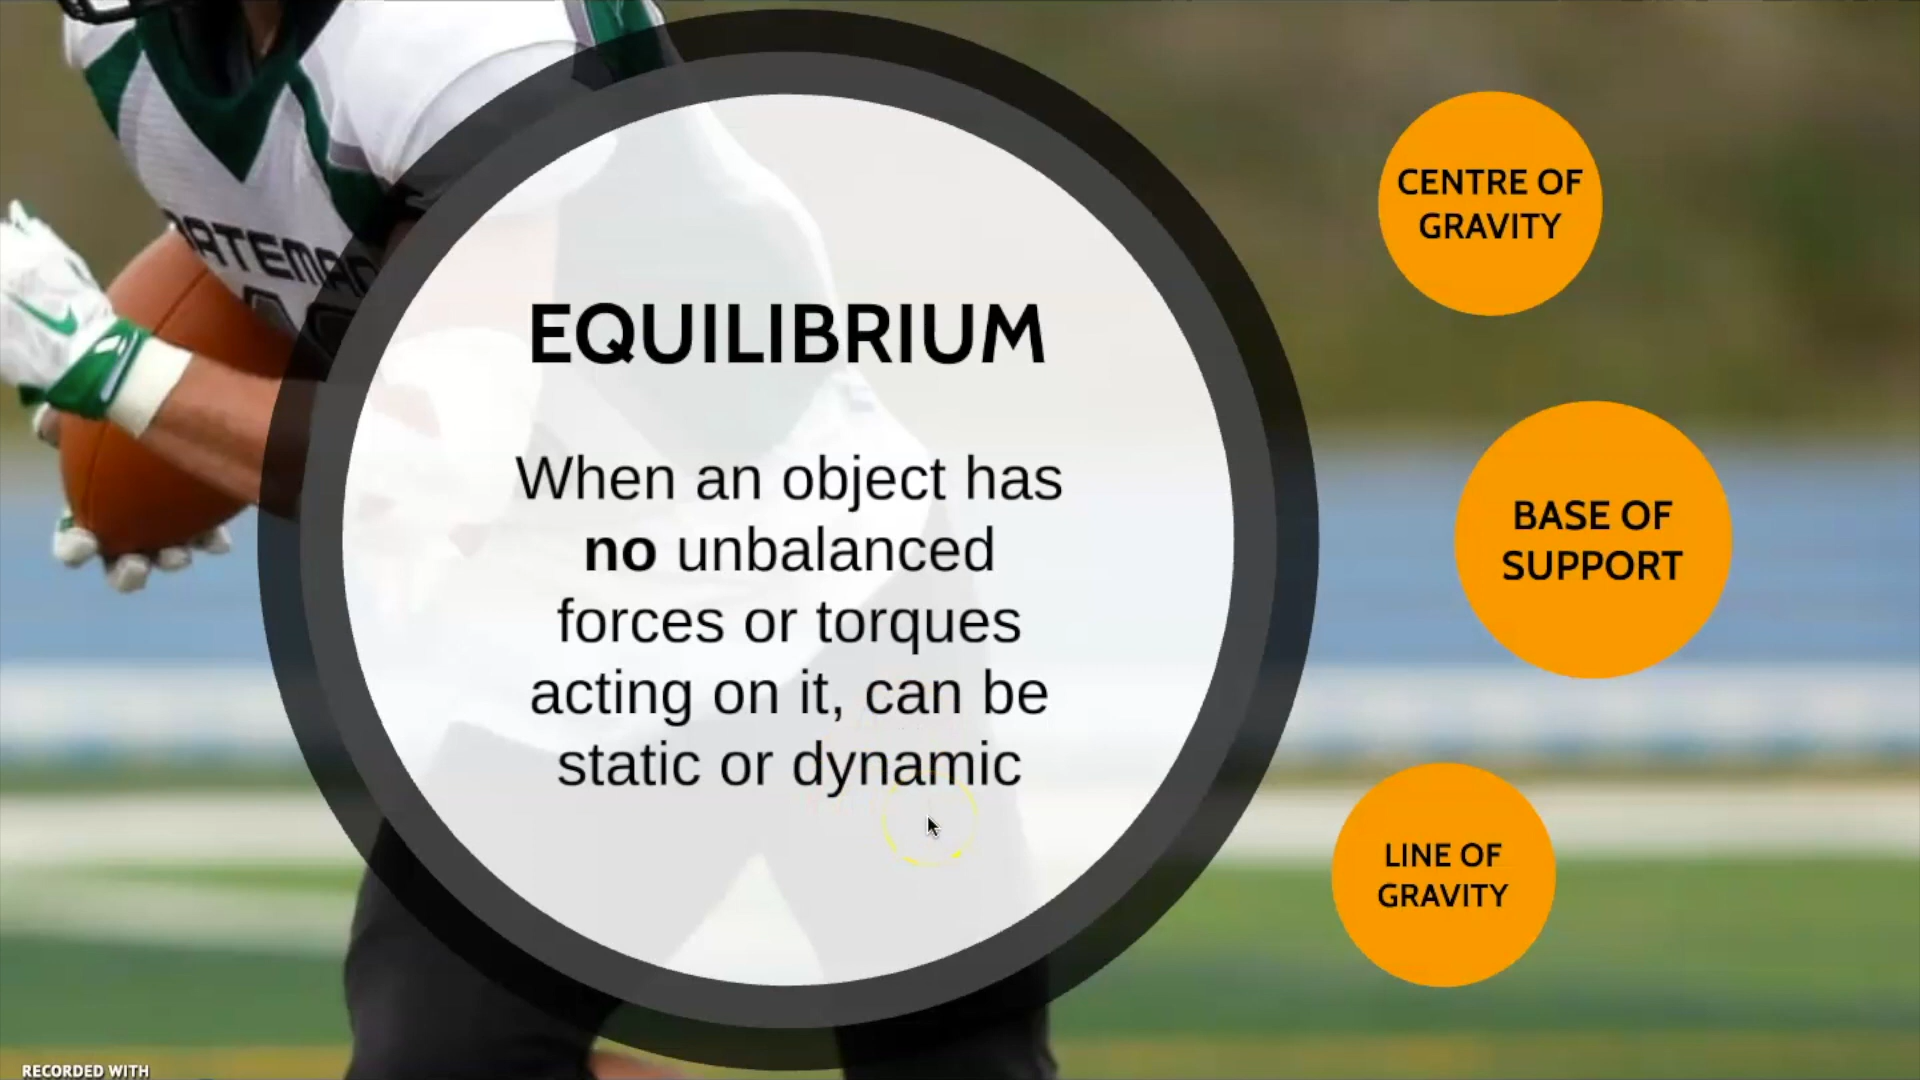 EQUILIBRIUM
When an object has
no unbalanced
forces or torques
acting on it, can be
static or dynamic
CENTRE OF
GRAVITY
BASE OF
SUPPORT
LINE OF
GRAVITY
RECORDED WITH